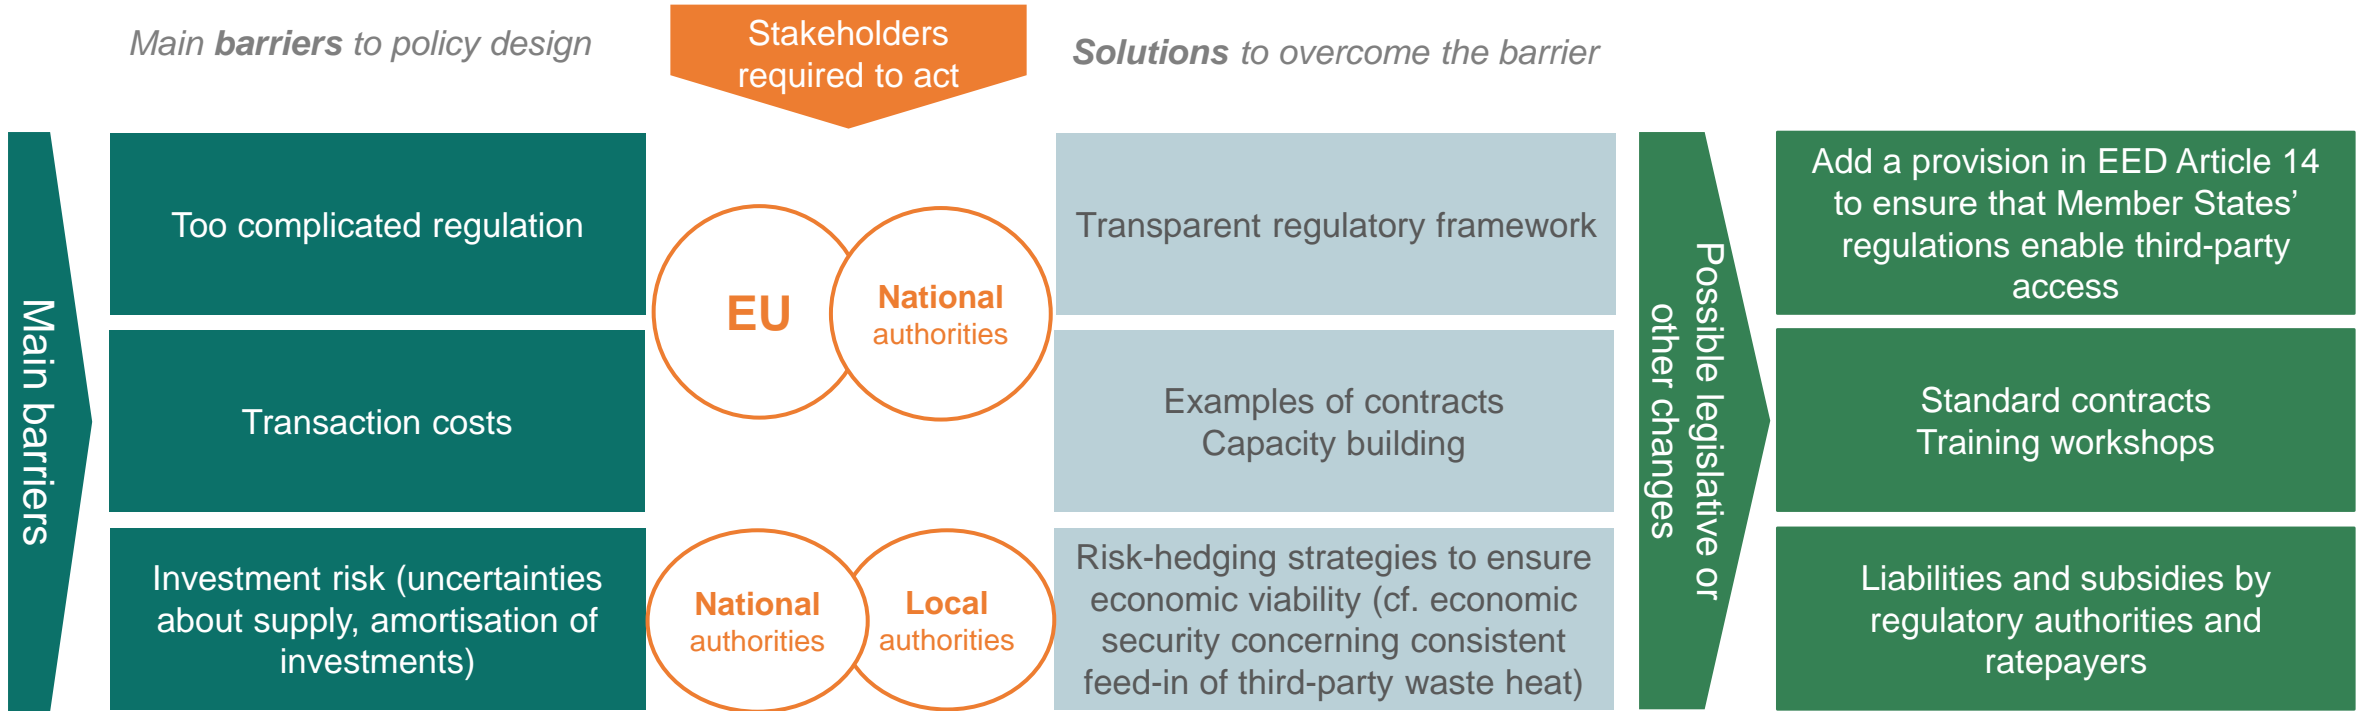 Main barriers to policy design
Stakeholders
required to act
Solutions to overcome the barrier
Main barriers
Too complicated regulation
EU
National
authorities
Transparent regulatory framework
Possible legislative or
other changes
Add a provision in EED Article 14
to ensure that Member States’
regulations enable third-party
access
Transaction costs
Examples of contracts
Capacity building
Standard contracts
Training workshops
Investment risk (uncertainties
about supply, amortisation of
investments)
National
authorities
Local
authorities
Risk-hedging strategies to ensure
economic viability (cf. economic
security concerning consistent
feed-in of third-party waste heat)
Liabilities and subsidies by
regulatory authorities and
ratepayers